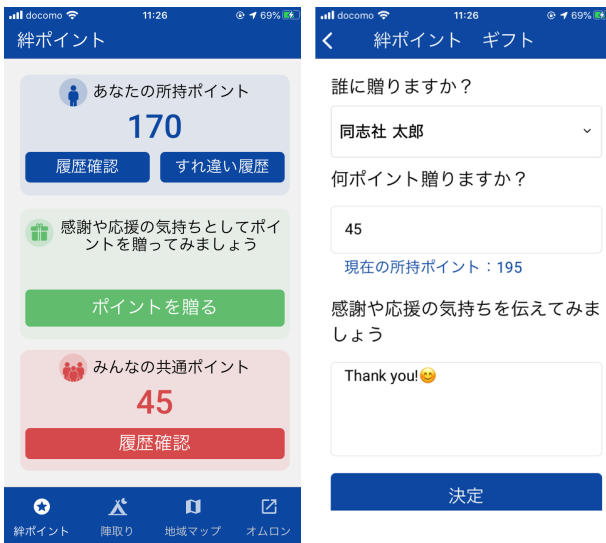 docomo 11:26 69%
絆ポイント
あなたの所持ポイント
170
履歴確認 すれ違い履歴
感謝や応援の気持ちとしてポイ
ントを贈ってみましょう
ポイントを贈る
みんなの共通ポイント
45
履歴確認
絆ポイント 陣取り 地域マップ オムロン
docomo 11:26 69%
絆ポイント ギフト
誰に贈りますか？
同志社 太郎
何ポイント贈りますか？
45
現在の所持ポイント：195
感謝や応援の気持ちを伝えてみま
しょう
Thank you!😊
決定